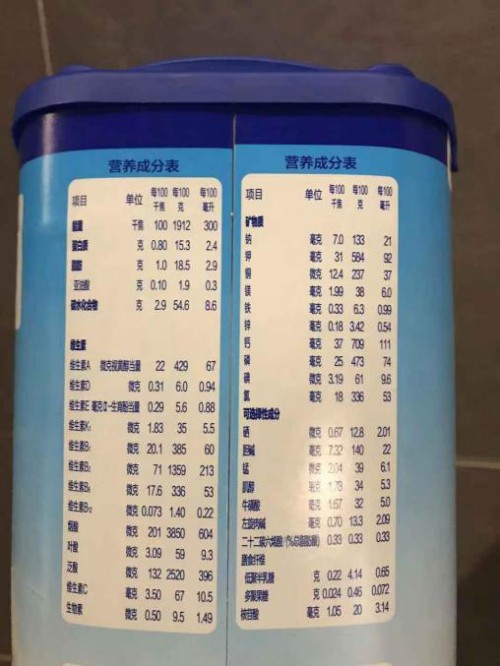 营养成分表
项目 单位 每100千焦 每100克 每100毫升
能量 千焦 100 1912 300
蛋白质 克 0.80 15.3 2.4
脂肪 克 1.0 18.5 2.9
亚油酸 克 0.10 1.9 0.3
碳水化合物 克 2.9 54.6 8.6
维生素
维生素A 微克视黄醇当量 22 429 67
维生素D 微克 0.31 6.0 0.94
维生素E 毫克α-生育酚当量 0.29 5.6 0.88
维生素K₁ 微克 1.83 35 5.5
维生素B₁ 微克 20.1 385 60
维生素B₂ 微克 71 1359 213
维生素B₆ 微克 17.6 336 53
维生素B₁₂ 微克 0.073 1.40 0.22
烟酸 微克 201 3850 604
叶酸 微克 3.09 59 9.3
泛酸 微克 132 2520 396
维生素C 毫克 3.50 67 10.5
生物素 微克 0.50 9.5 1.49
营养成分表
项目 单位 每100千焦 每100克 每100毫升
矿物质
钠 毫克 7.0 133 21
钾 毫克 31 584 92
铜 微克 12.4 237 37
镁 毫克 1.99 38 6.0
铁 毫克 0.33 6.3 0.99
锌 毫克 0.18 3.42 0.54
钙 毫克 37 709 111
磷 毫克 25 473 74
碘 微克 3.19 61 9.6
氯 毫克 18 336 53
可选择性成分
硒 微克 0.67 12.8 2.01
胆碱 毫克 7.32 140 22
锰 微克 2.04 39 6.1
肌醇 毫克 1.78 34 5.3
牛磺酸 毫克 1.67 32 5.0
左旋肉碱 毫克 0.70 13.3 2.09
二十二碳六烯酸 (%总脂肪酸) 0.33 0.33 0.33
膳食纤维
低聚半乳糖 克 0.22 4.14 0.65
多聚果糖 克 0.024 0.46 0.072
核苷酸 毫克 1.05 20 3.14